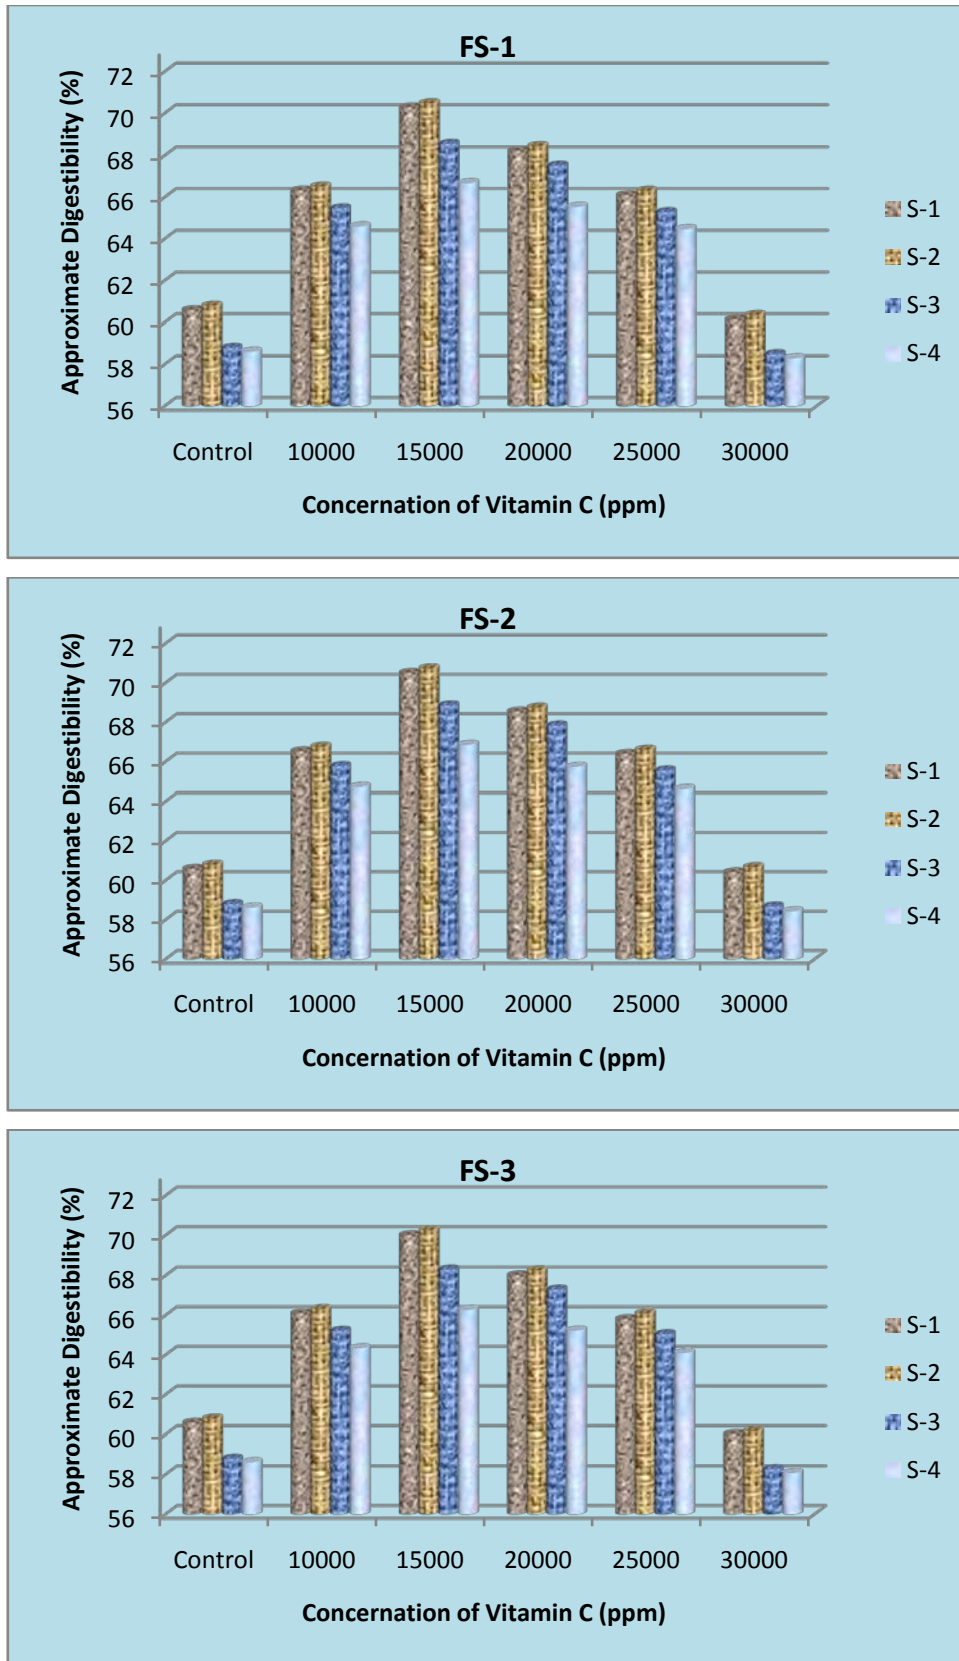 FS-1
Approximate Digestibility (%)
72
70
68
66
64
62
60
58
56
Control 10000 15000 20000 25000 30000
Concernation of Vitamin C (ppm)
S-1
S-2
S-3
S-4
FS-2
Approximate Digestibility (%)
72
70
68
66
64
62
60
58
56
Control 10000 15000 20000 25000 30000
Concernation of Vitamin C (ppm)
S-1
S-2
S-3
S-4
FS-3
Approximate Digestibility (%)
72
70
68
66
64
62
60
58
56
Control 10000 15000 20000 25000 30000
Concernation of Vitamin C (ppm)
S-1
S-2
S-3
S-4